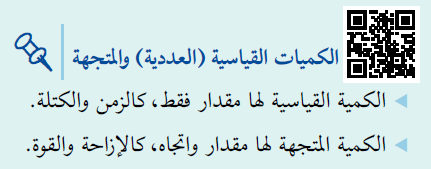 الكميات القياسية (العددية) والمتجهة
الكمية القياسية لها مقدار فقط، كالزمن والكتلة.
الكمية المتجهة لها مقدار واتجاه، كالإزاحة والقوة.